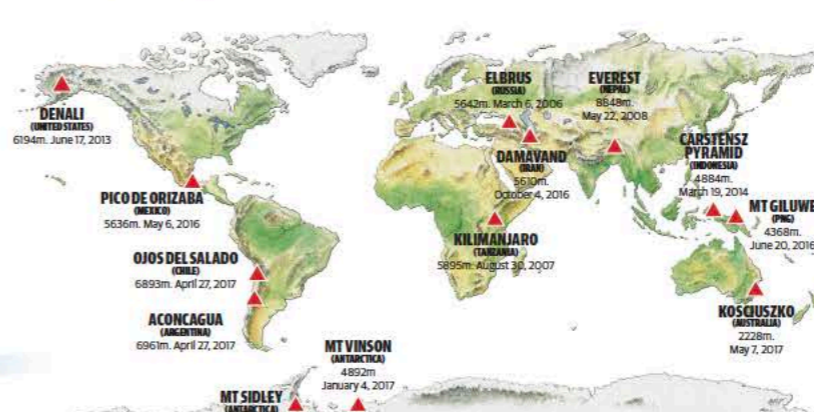 DENALI
(UNITED STATES)
6194m. June 17, 2013
PICO DE ORIZABA
(MEXICO)
5636m. May 6, 2016
OJOS DEL SALADO
(CHILE)
6893m. April 27, 2017
ACONCAGUA
(ARGENTINA)
6961m. April 27, 2017
MT VINSON
(ANTARCTICA)
4892m
January 4, 2017
MT SIDLEY
(ANTARCTICA)
ELBRUS
(RUSSIA)
5642m. March 6, 2006
EVEREST
(NEPAL)
8848m.
May 22, 2008
DAMAVAND
(IRAN)
5610m.
October 4, 2016
KILIMANJARO
(TANZANIA)
5895m. August 30, 2007
CARSTENSZ
PYRAMID
(INDONESIA)
4884m.
March 19, 2014
MT GILUWE
(PNG)
4368m.
June 20, 2016
KOSCIUSZKO
(AUSTRALIA)
2228m.
May 7, 2017